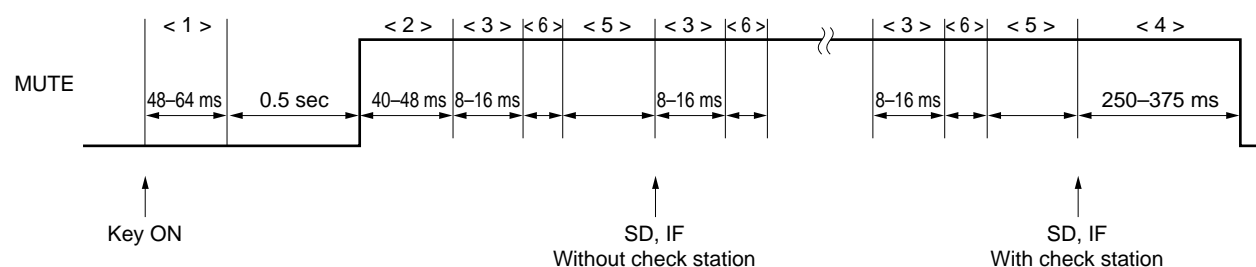 < 1 > < 2 > < 3 > < 6 > < 5 > < 3 > < 6 > < 3 > < 6 > < 5 > < 4 >
MUTE
48–64 ms 0.5 sec 40–48 ms 8–16 ms 8–16 ms 8–16 ms 250–375 ms
Key ON SD, IF SD, IF
Without check station With check station